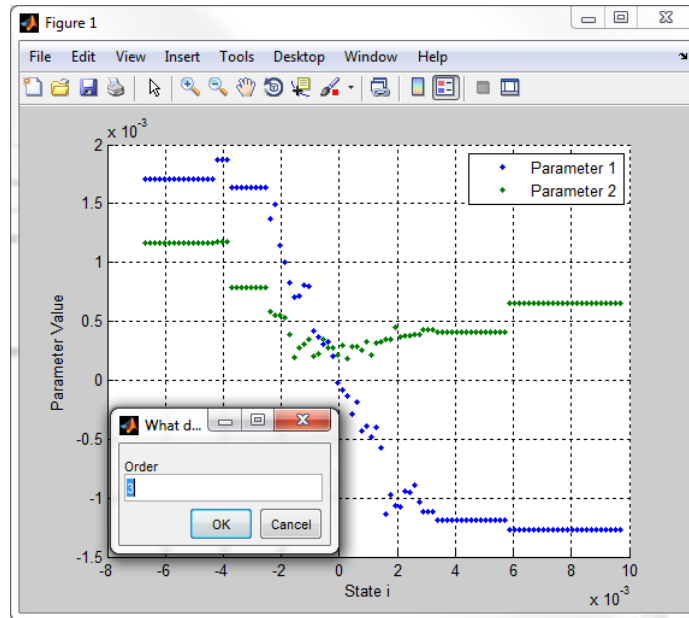 Figure 1
File Edit View Insert Tools Desktop Window Help
x 10-3
2
1.5
1
0.5
0
-0.5
-1
-1.5
Parameter Value
Parameter 1
Parameter 2
What d...
Order
3
OK Cancel
-8 -6 -4 -2 0 2 4 6 8 10
State i
x 10-3